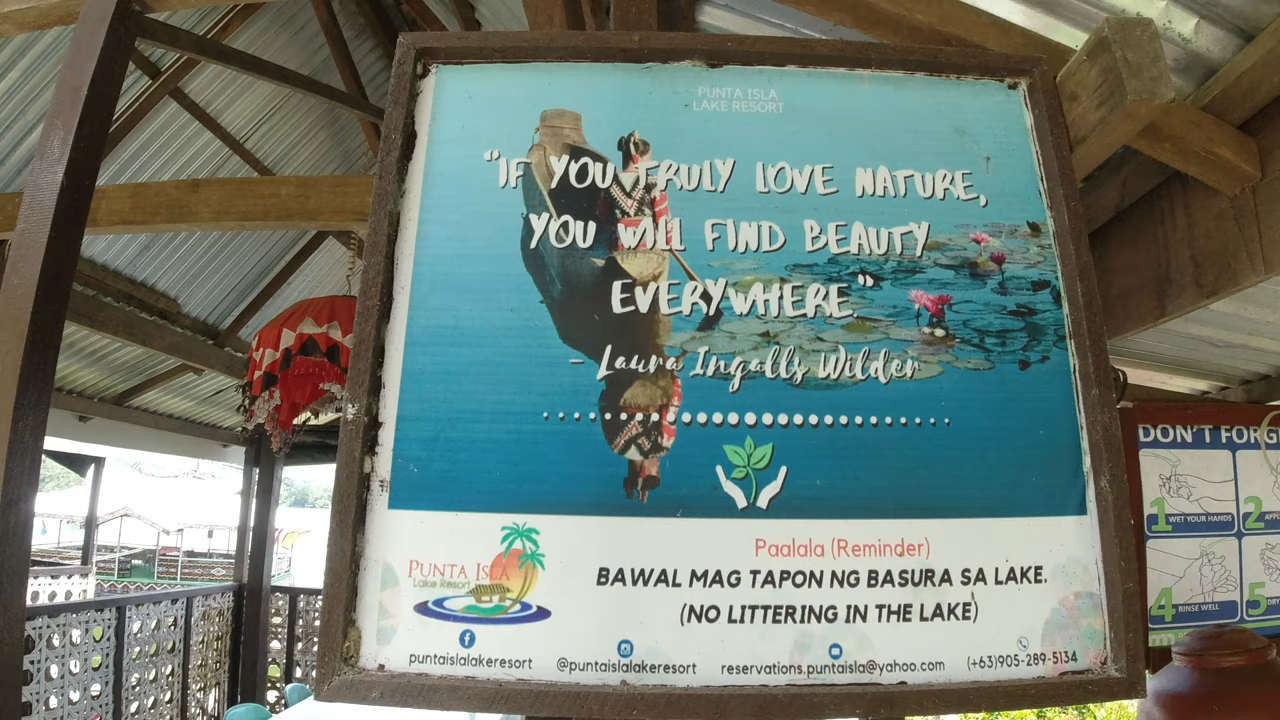 PUNTA ISLA
LAKE RESORT
"IF YOU TRULY LOVE NATURE,
YOU WILL FIND BEAUTY
EVERYWHERE."
- Laura Ingalls Wilder
PUNTA ISLA
Lake Resort
Paalala (Reminder)
BAWAL MAG TAPON NG BASURA SA LAKE.
(NO LITTERING IN THE LAKE)
puntaislalakeresort
@puntaislalakeresort
reservations.puntaisla@yahoo.com
(+63)905-289-5134
DON'T FORG
1 WET YOUR HANDS
2
4 RINSE WELL
5 DRY